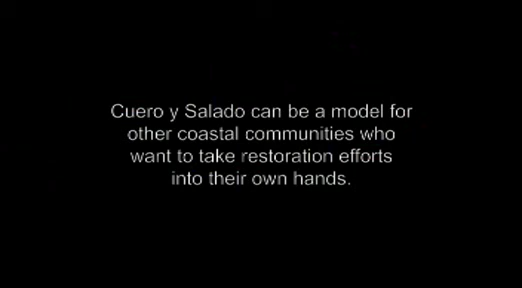 Cuero y Salado can be a model for
other coastal communities who
want to take restoration efforts
into their own hands.